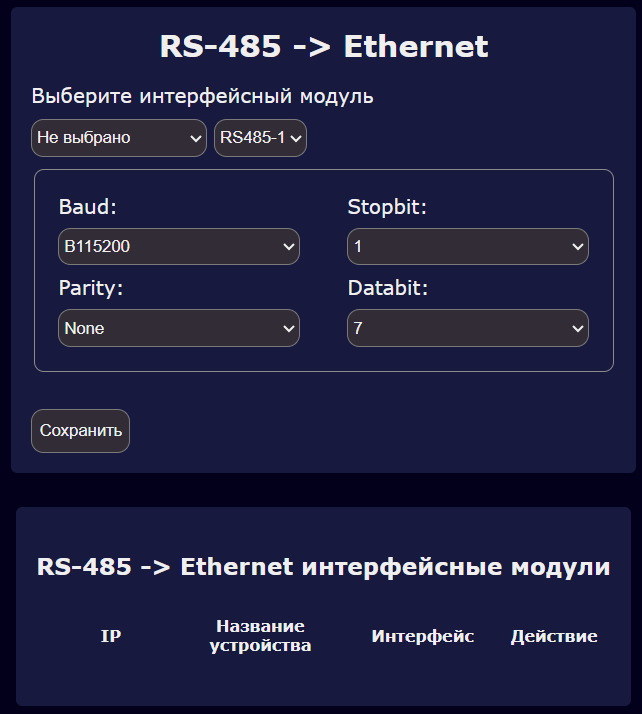 RS-485 -> Ethernet
Выберите интерфейсный модуль
Не выбрано RS485-1
Baud: Stopbit:
B115200 1
Parity: Databit:
None 7
Сохранить
RS-485 -> Ethernet интерфейсные модули
IP Название устройства Интерфейс Действие